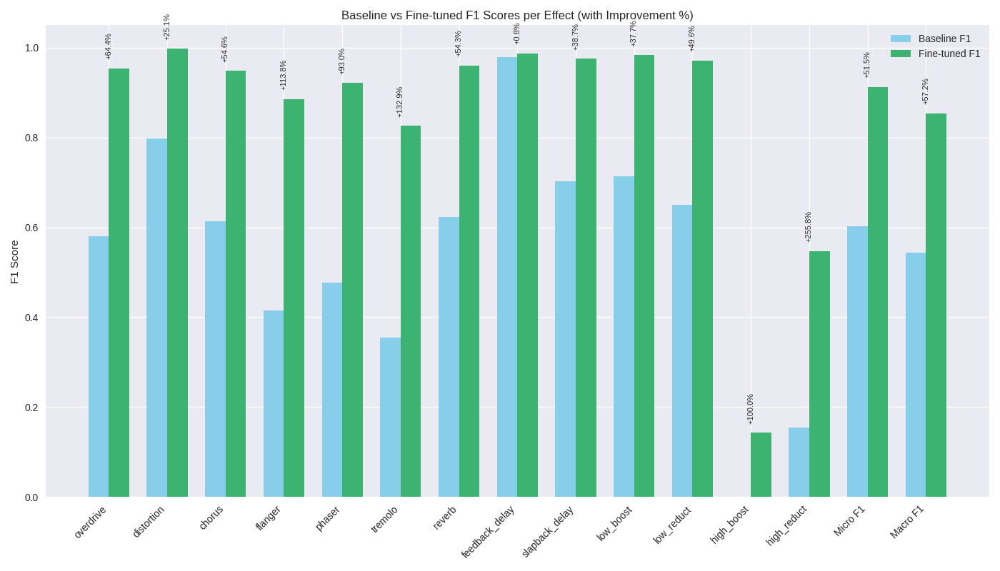 Baseline vs Fine-tuned F1 Scores per Effect (with Improvement %)
Baseline F1
Fine-tuned F1
F1 Score
1.0
0.8
0.6
0.4
0.2
0.0
+64.4%
+25.1%
+54.6%
+113.8%
+93.0%
+132.9%
+54.3%
+0.8%
+38.7%
+37.7%
+49.6%
+100.0%
+255.8%
+51.5%
+57.2%
overdrive
distortion
chorus
flanger
phaser
tremolo
reverb
feedback_delay
slapback_delay
low_boost
low_reduct
high_boost
high_reduct
Micro F1
Macro F1